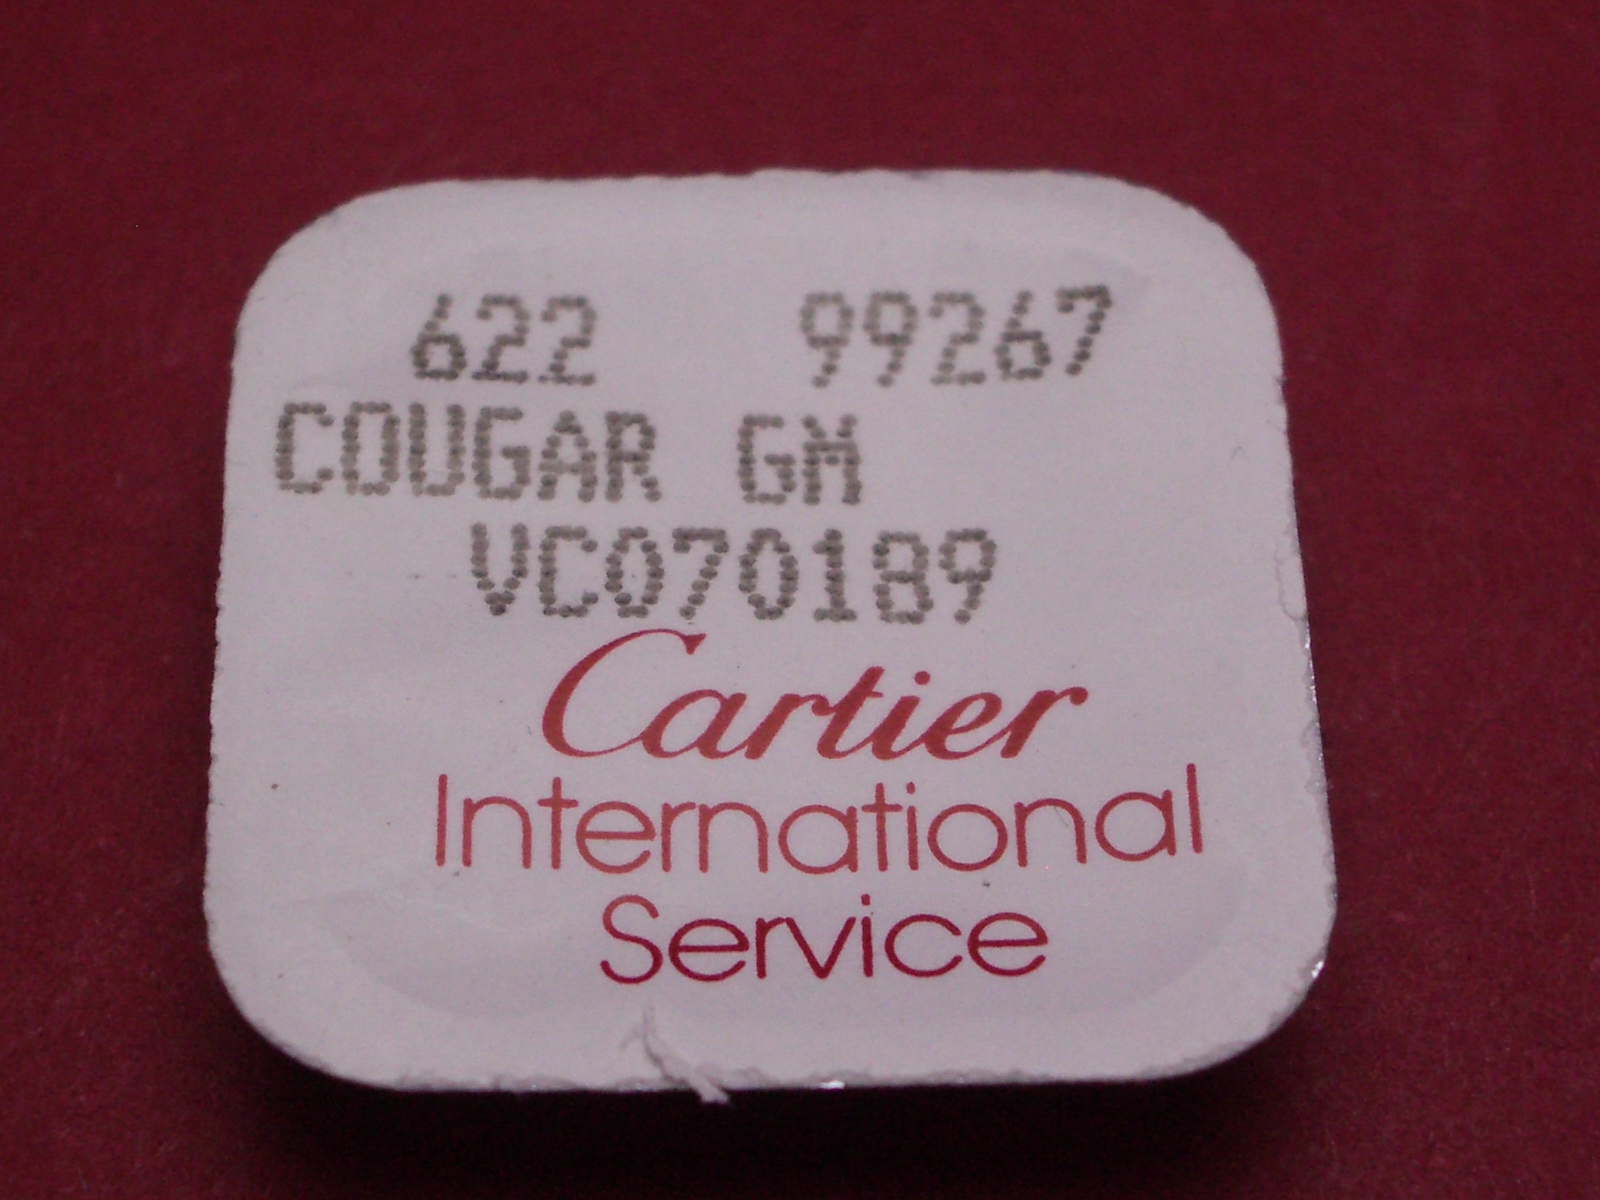 622 99267
COUGAR GM
VC070189
Cartier
International
Service